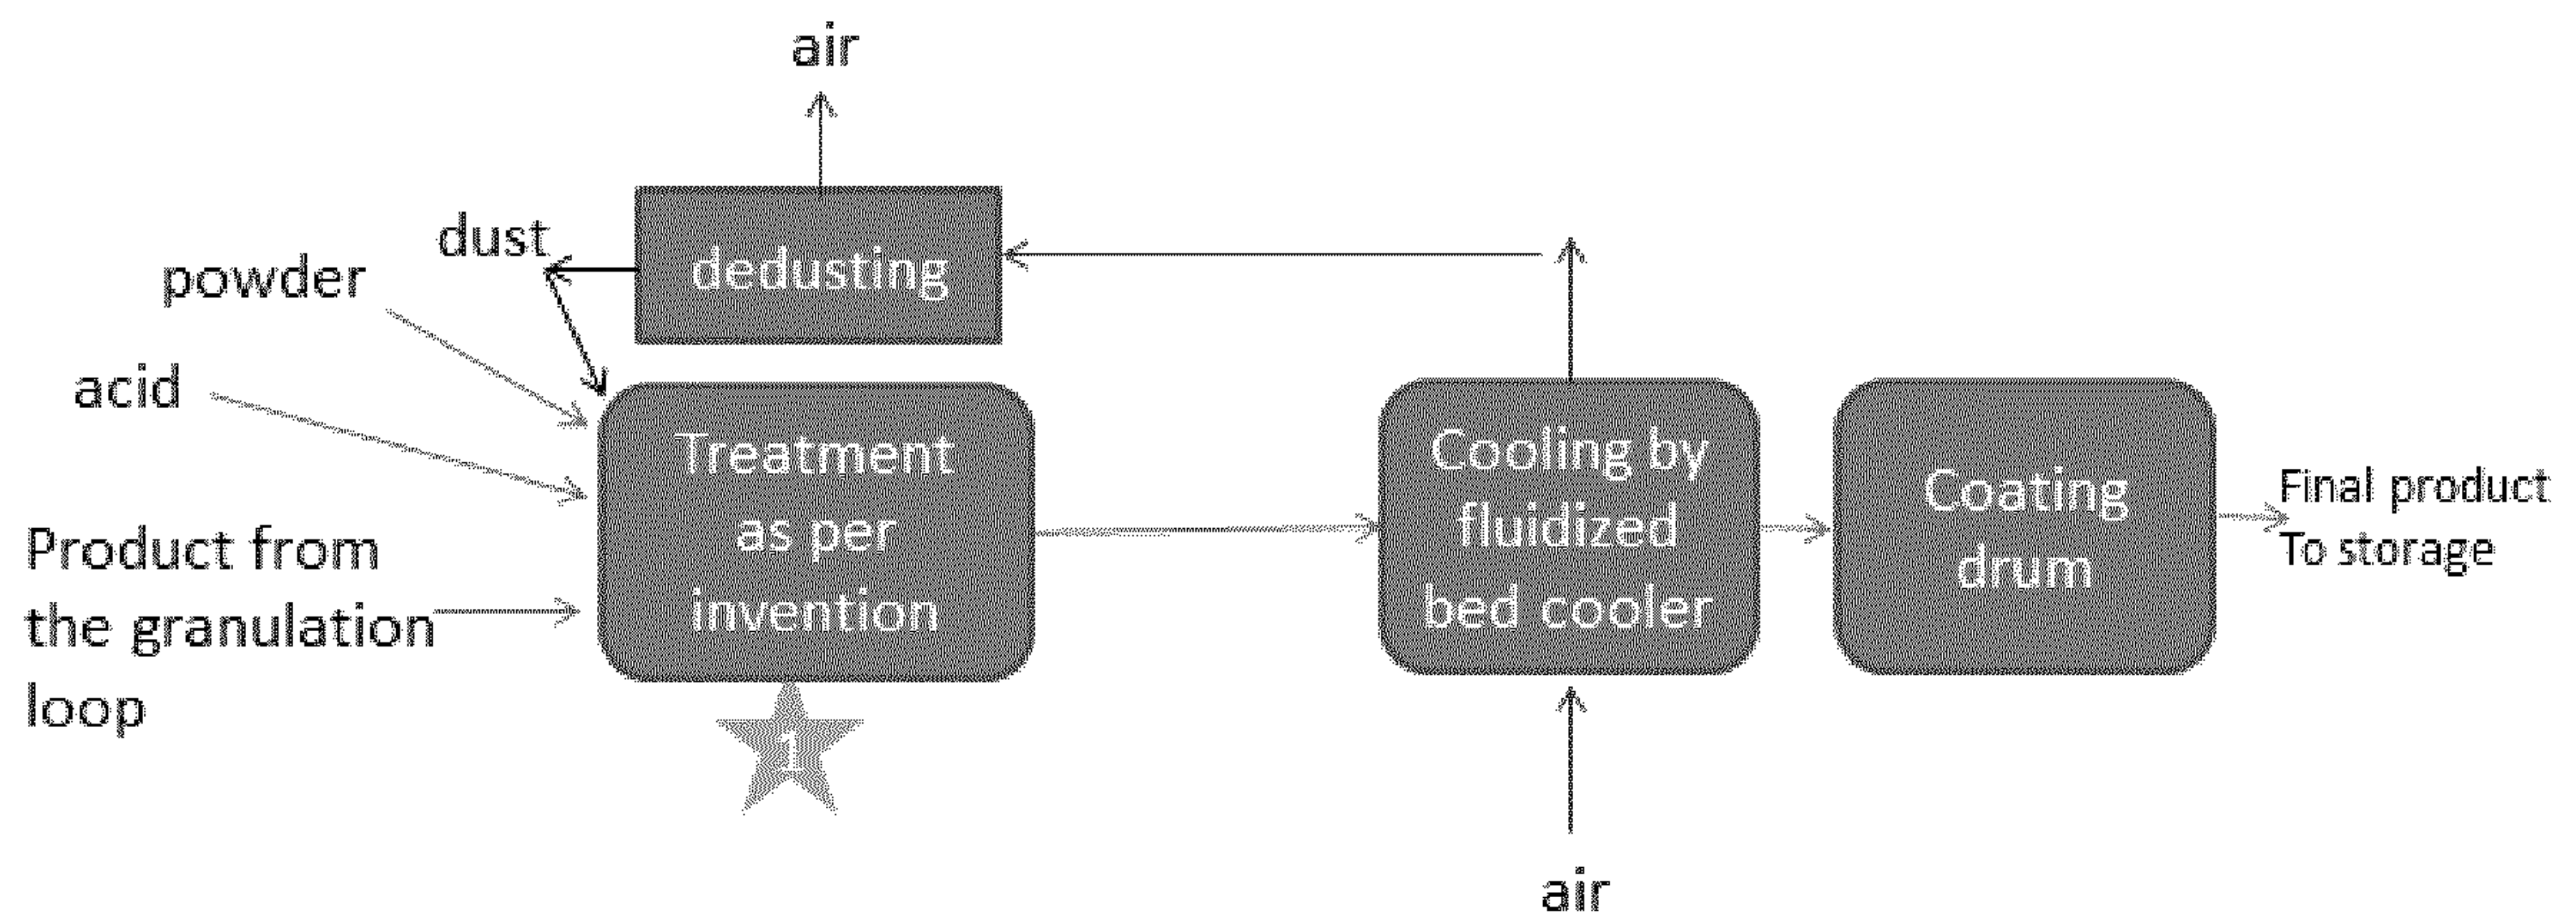 air
dust
dedusting
powder
acid
Product from
the granulation
loop
Treatment
as per
invention
1
Cooling by
fluidized
bed cooler
air
Coating
drum
Final product
To storage